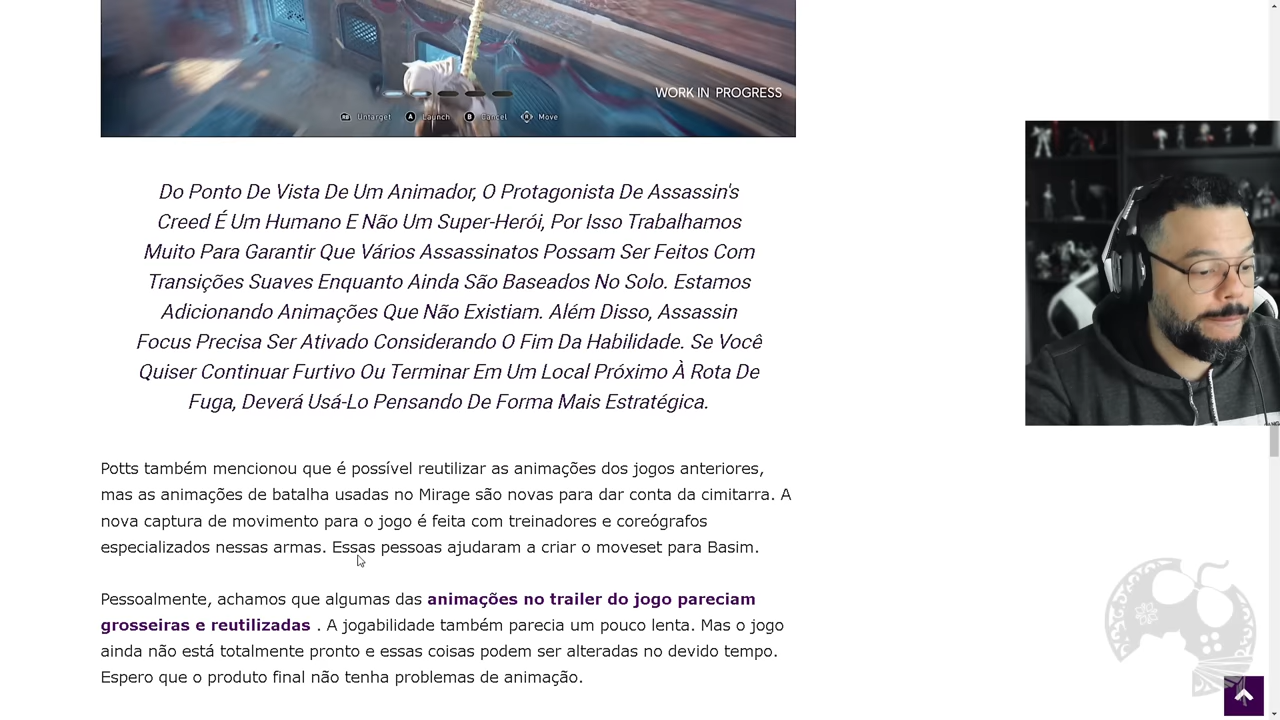 WORK IN PROGRESS
RB Untarget A Launch B Cancel R Move
Do Ponto De Vista De Um Animador, O Protagonista De Assassin's
Creed É Um Humano E Não Um Super-Herói, Por Isso Trabalhamos
Muito Para Garantir Que Vários Assassinatos Possam Ser Feitos Com
Transições Suaves Enquanto Ainda São Baseados No Solo. Estamos
Adicionando Animações Que Não Existiam. Além Disso, Assassin
Focus Precisa Ser Ativado Considerando O Fim Da Habilidade. Se Você
Quiser Continuar Furtivo Ou Terminar Em Um Local Próximo À Rota De
Fuga, Deverá Usá-Lo Pensando De Forma Mais Estratégica.
Potts também mencionou que é possível reutilizar as animações dos jogos anteriores,
mas as animações de batalha usadas no Mirage são novas para dar conta da cimitarra. A
nova captura de movimento para o jogo é feita com treinadores e coreógrafos
especializados nessas armas. Essas pessoas ajudaram a criar o moveset para Basim.
Pessoalmente, achamos que algumas das animações no trailer do jogo pareciam
grosseiras e reutilizadas . A jogabilidade também parecia um pouco lenta. Mas o jogo
ainda não está totalmente pronto e essas coisas podem ser alteradas no devido tempo.
Espero que o produto final não tenha problemas de animação.